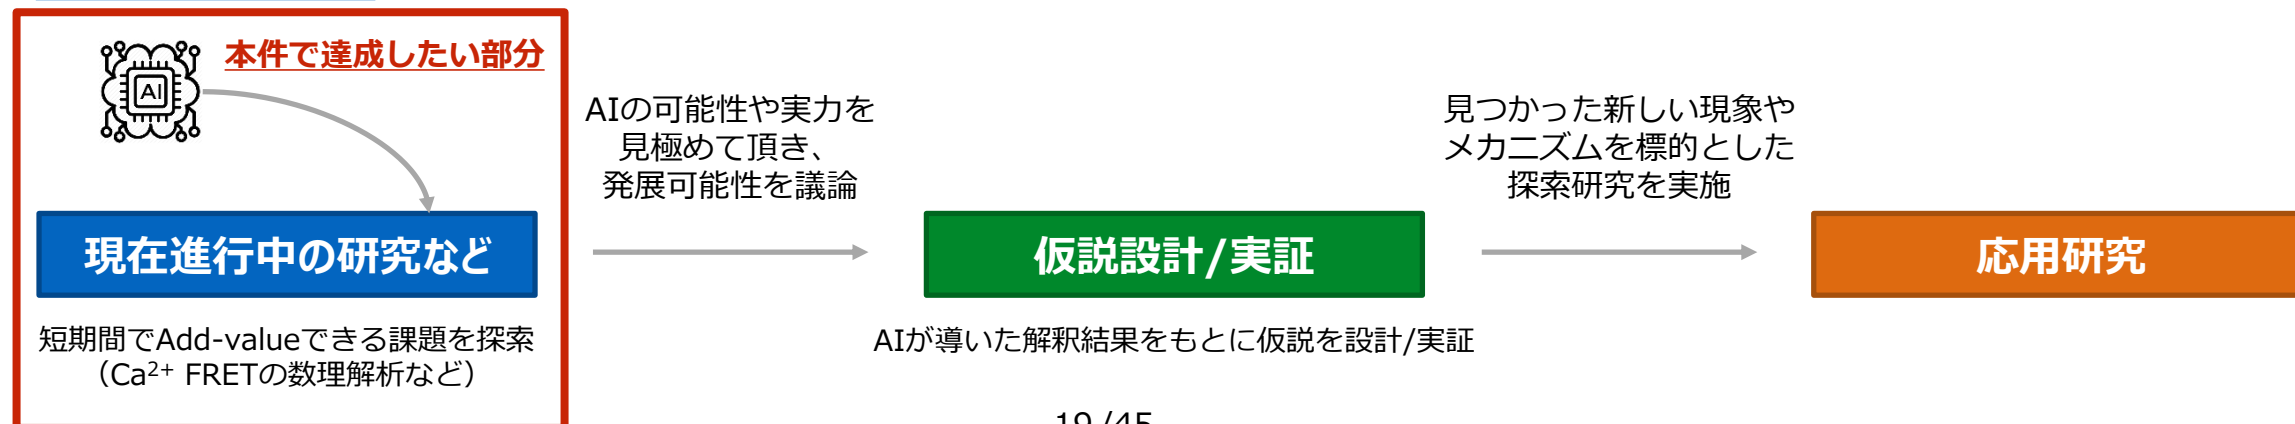 本件で達成したい部分
AI
AIの可能性や実力を
見極めて頂き、
発展可能性を議論
見つかった新しい現象や
メカニズムを標的とした
探索研究を実施
現在進行中の研究など
仮説設計/実証
応用研究
短期間でAdd-valueできる課題を探索
（Ca²⁺ FRETの数理解析など）
AIが導いた解釈結果をもとに仮説を設計/実証
19 /45